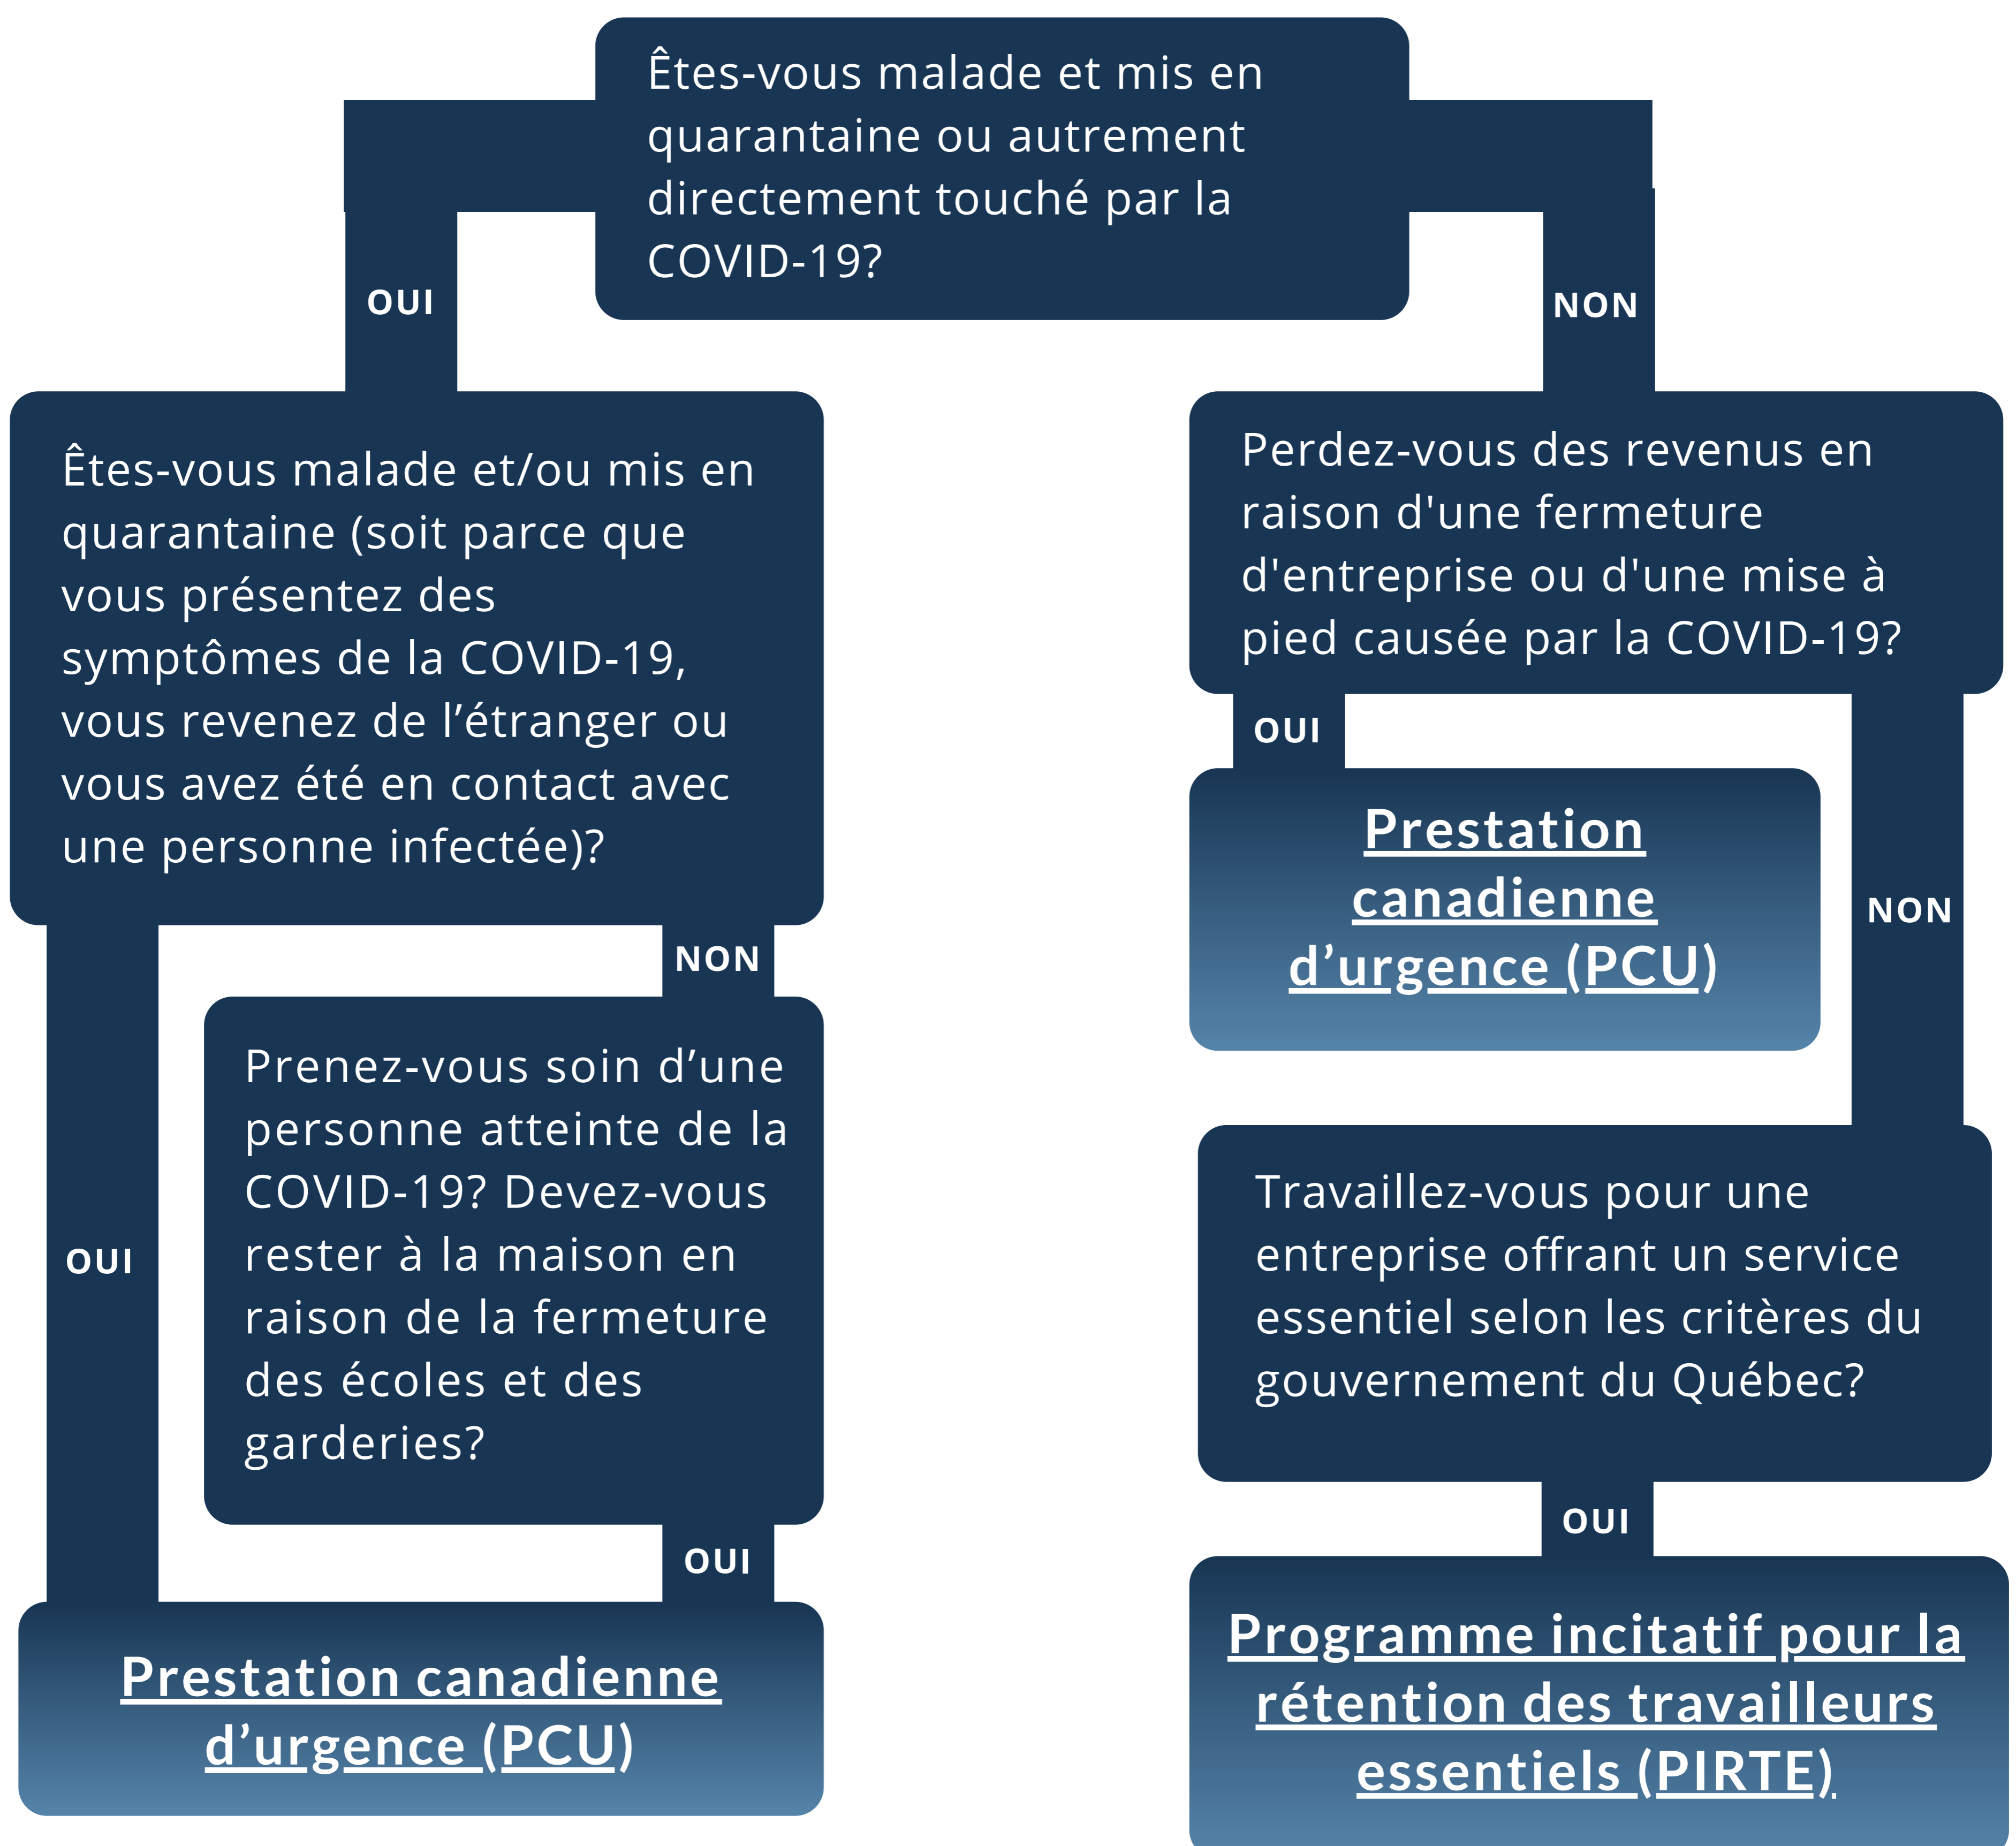 Êtes-vous malade et mis en
quarantaine ou autrement
directement touché par la
COVID-19?
OUI
NON
Êtes-vous malade et/ou mis en
quarantaine (soit parce que
vous présentez des
symptômes de la COVID-19,
vous revenez de l’étranger ou
vous avez été en contact avec
une personne infectée)?
OUI
NON
Prenez-vous soin d’une
personne atteinte de la
COVID-19? Devez-vous
rester à la maison en
raison de la fermeture
des écoles et des
garderies?
OUI
Prestation canadienne
d’urgence (PCU)
Perdez-vous des revenus en
raison d'une fermeture
d'entreprise ou d'une mise à
pied causée par la COVID-19?
OUI
Prestation
canadienne
d’urgence (PCU)
NON
Travaillez-vous pour une
entreprise offrant un service
essentiel selon les critères du
gouvernement du Québec?
OUI
Programme incitatif pour la
rétention des travailleurs
essentiels (PIRTE)